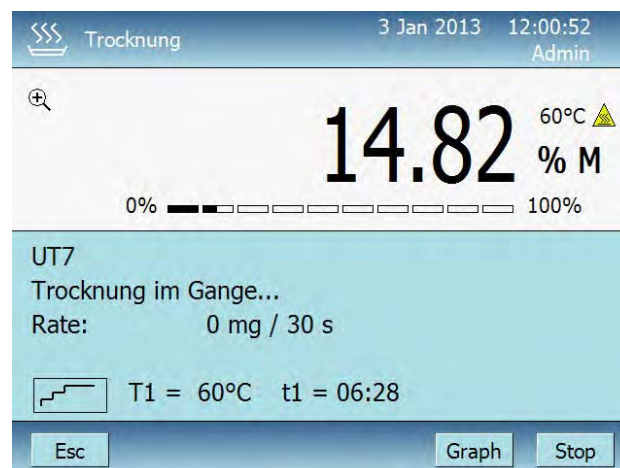 Trocknung 3 Jan 2013 12:00:52
Admin
60°C
14.82 % M
0% 100%
UT7
Trocknung im Gange...
Rate: 0 mg / 30 s
T1 = 60°C t1 = 06:28
Esc Graph Stop